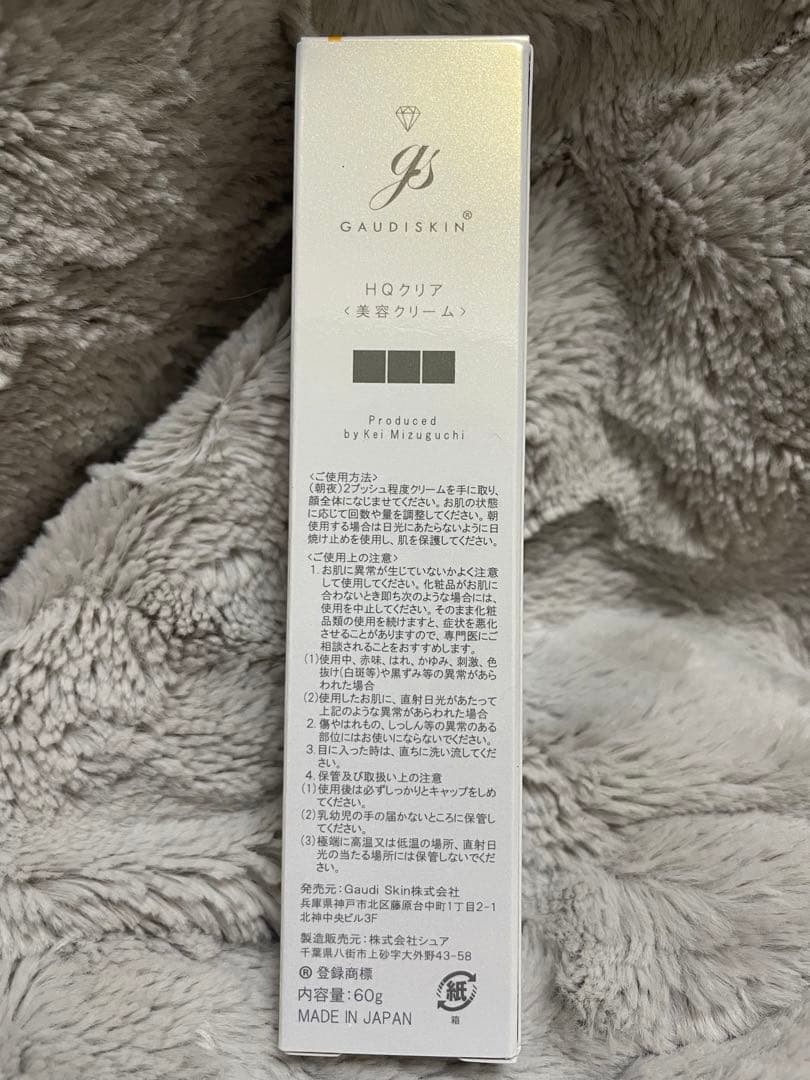 gs
GAUDISKIN®
HQクリア
〈美容クリーム〉
Produced
by Kei Mizuguchi
〈ご使用方法〉
(朝夜)2プッシュ程度クリームを手に取り、
顔全体になじませてください。お肌の状態
に応じて回数や量を調整してください。朝
使用する場合は日光にあたらないように日
焼け止めを使用し、肌を保護してください。
〈ご使用上の注意〉
1. お肌に異常が生じていないかよく注意
して使用してください。化粧品がお肌に
合わないとき即ち次のような場合には、
使用を中止してください。そのまま化粧
品類の使用を続けますと、症状を悪化
させることがありますので、専門医にご
相談されることをおすすめします。
(1)使用中、赤味、はれ、かゆみ、刺激、色
抜け(白斑等)や黒ずみ等の異常があら
われた場合
(2)使用したお肌に、直射日光があたって
上記のような異常があらわれた場合
2. 傷やはれもの、しっしん等の異常のある
部位にはお使いにならないでください。
3. 目に入った時は、直ちに洗い流してくだ
さい。
4. 保管及び取扱い上の注意
(1)使用後は必ずしっかりとキャップをしめ
てください。
(2)乳幼児の手の届かないところに保管し
てください。
(3)極端に高温又は低温の場所、直射日
光の当たる場所には保管しないでくだ
さい。
発売元：Gaudi Skin株式会社
兵庫県神戸市北区藤原台中町1丁目2-1
北神中央ビル3F
製造販売元：株式会社シュア
千葉県八街市上砂字大外野43-58
® 登録商標
内容量：60g
MADE IN JAPAN
紙
箱